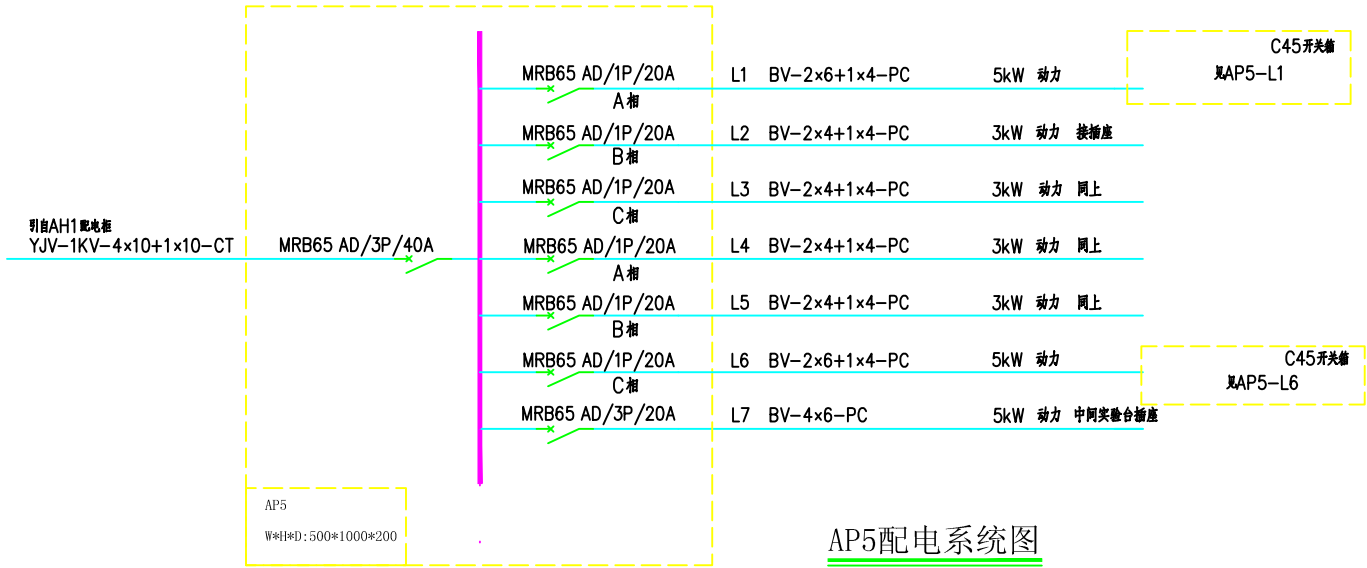 C45开关箱
见AP5-L1
MRB65 AD/1P/20A L1 BV-2×6+1×4-PC 5kW 动力
A相
MRB65 AD/1P/20A L2 BV-2×4+1×4-PC 3kW 动力 接插座
B相
MRB65 AD/1P/20A L3 BV-2×4+1×4-PC 3kW 动力 同上
C相
引自AH1配电柜
YJV-1KV-4×10+1×10-CT MRB65 AD/3P/40A
MRB65 AD/1P/20A L4 BV-2×4+1×4-PC 3kW 动力 同上
A相
MRB65 AD/1P/20A L5 BV-2×4+1×4-PC 3kW 动力 同上
B相
MRB65 AD/1P/20A L6 BV-2×6+1×4-PC 5kW 动力
C相
C45开关箱
见AP5-L6
MRB65 AD/3P/20A L7 BV-4×6-PC 5kW 动力 中间实验台插座
AP5
W*H*D:500*1000*200
AP5配电系统图